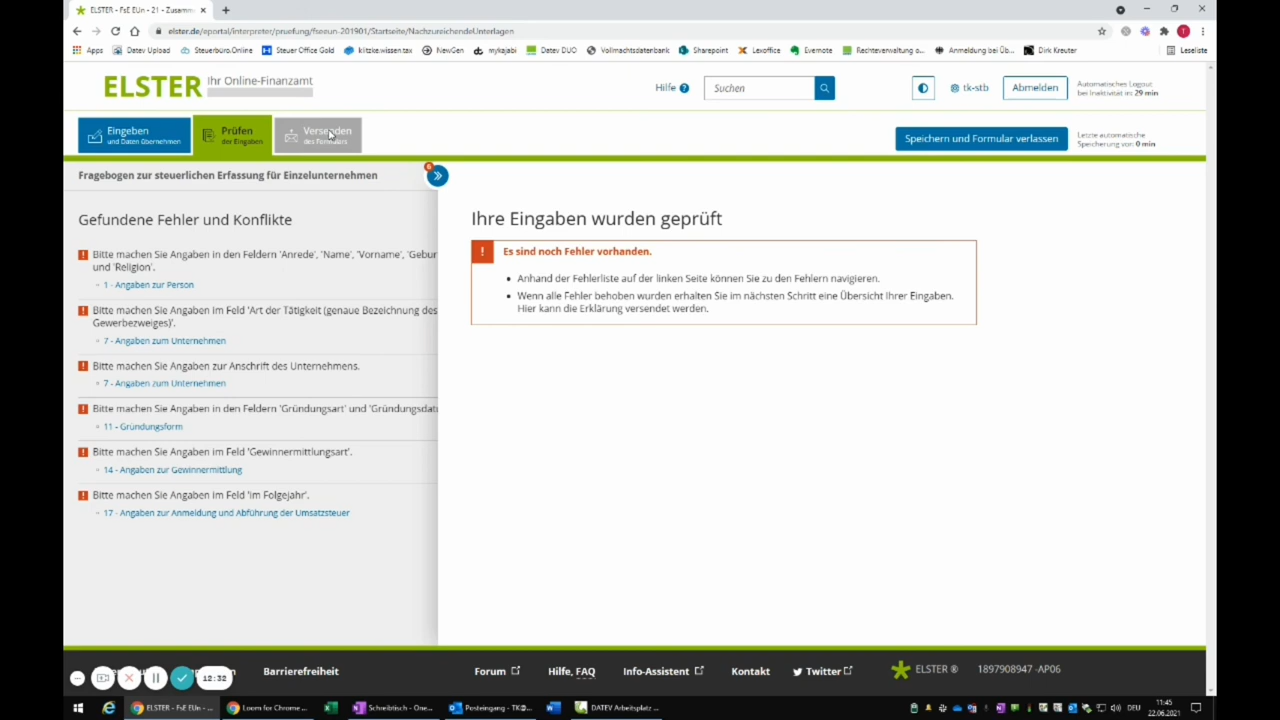 ELSTER - FsE EUn - 21 - Zusamm
elster.de/eportal/interpreter/pruefung/fseeun-201901/Startseite/NachzureichendeUnterlagen
Apps Datev Upload Steuerbüro.Online Steuer Office Gold klitzke.wissen.tax NewGen mykajabi Datev DUO Vollmachtsdatenbank Sharepoint Lexoffice Evernote Rechteverwaltung o... Anmeldung bei Üb... Dirk Kreuter Leseliste
ELSTER Ihr Online-Finanzamt
Hilfe ? Suchen tk-stb Abmelden
Automatisches Logout
bei Inaktivität in: 29 min
Eingeben
und Daten übernehmen
Prüfen
der Eingaben
Versenden
des Formulars
Speichern und Formular verlassen
Letzte automatische
Speicherung vor: 0 min
Fragebogen zur steuerlichen Erfassung für Einzelunternehmen
6
Gefundene Fehler und Konflikte
Bitte machen Sie Angaben in den Feldern 'Anrede', 'Name', 'Vorname', 'Gebur
und 'Religion'.
1 - Angaben zur Person
Bitte machen Sie Angaben im Feld 'Art der Tätigkeit (genaue Bezeichnung des
Gewerbezweiges)'.
7 - Angaben zum Unternehmen
Bitte machen Sie Angaben zur Anschrift des Unternehmens.
7 - Angaben zum Unternehmen
Bitte machen Sie Angaben in den Feldern 'Gründungsart' und 'Gründungsdatu
11 - Gründungsform
Bitte machen Sie Angaben im Feld 'Gewinnermittlungsart'.
14 - Angaben zur Gewinnermittlung
Bitte machen Sie Angaben im Feld 'im Folgejahr'.
17 - Angaben zur Anmeldung und Abführung der Umsatzsteuer
Ihre Eingaben wurden geprüft
! Es sind noch Fehler vorhanden.
• Anhand der Fehlerliste auf der linken Seite können Sie zu den Fehlern navigieren.
• Wenn alle Fehler behoben wurden erhalten Sie im nächsten Schritt eine Übersicht Ihrer Eingaben.
Hier kann die Erklärung versendet werden.
12:32
Barrierefreiheit
Forum Hilfe, FAQ Info-Assistent Kontakt Twitter ELSTER ® 1897908947 -AP06
ELSTER - FsE EUn - ... Loom for Chrome... Schreibtisch - One... Posteingang - TK@... DATEV Arbeitsplatz ...
DEU
11:45
22.06.2021